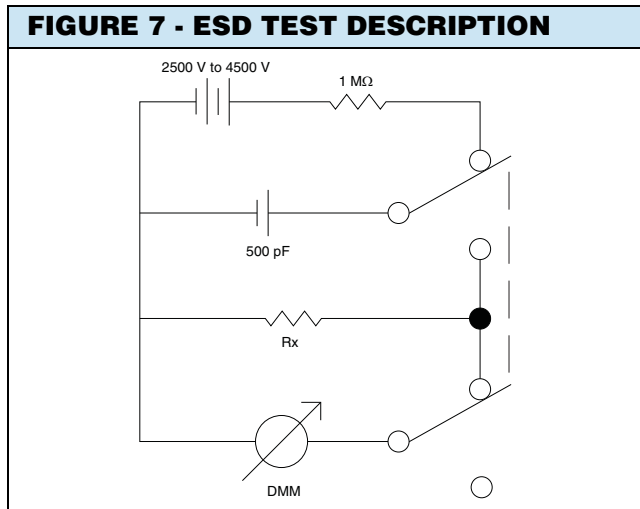 FIGURE 7 - ESD TEST DESCRIPTION
2500 V to 4500 V
1 MΩ
500 pF
Rx
DMM